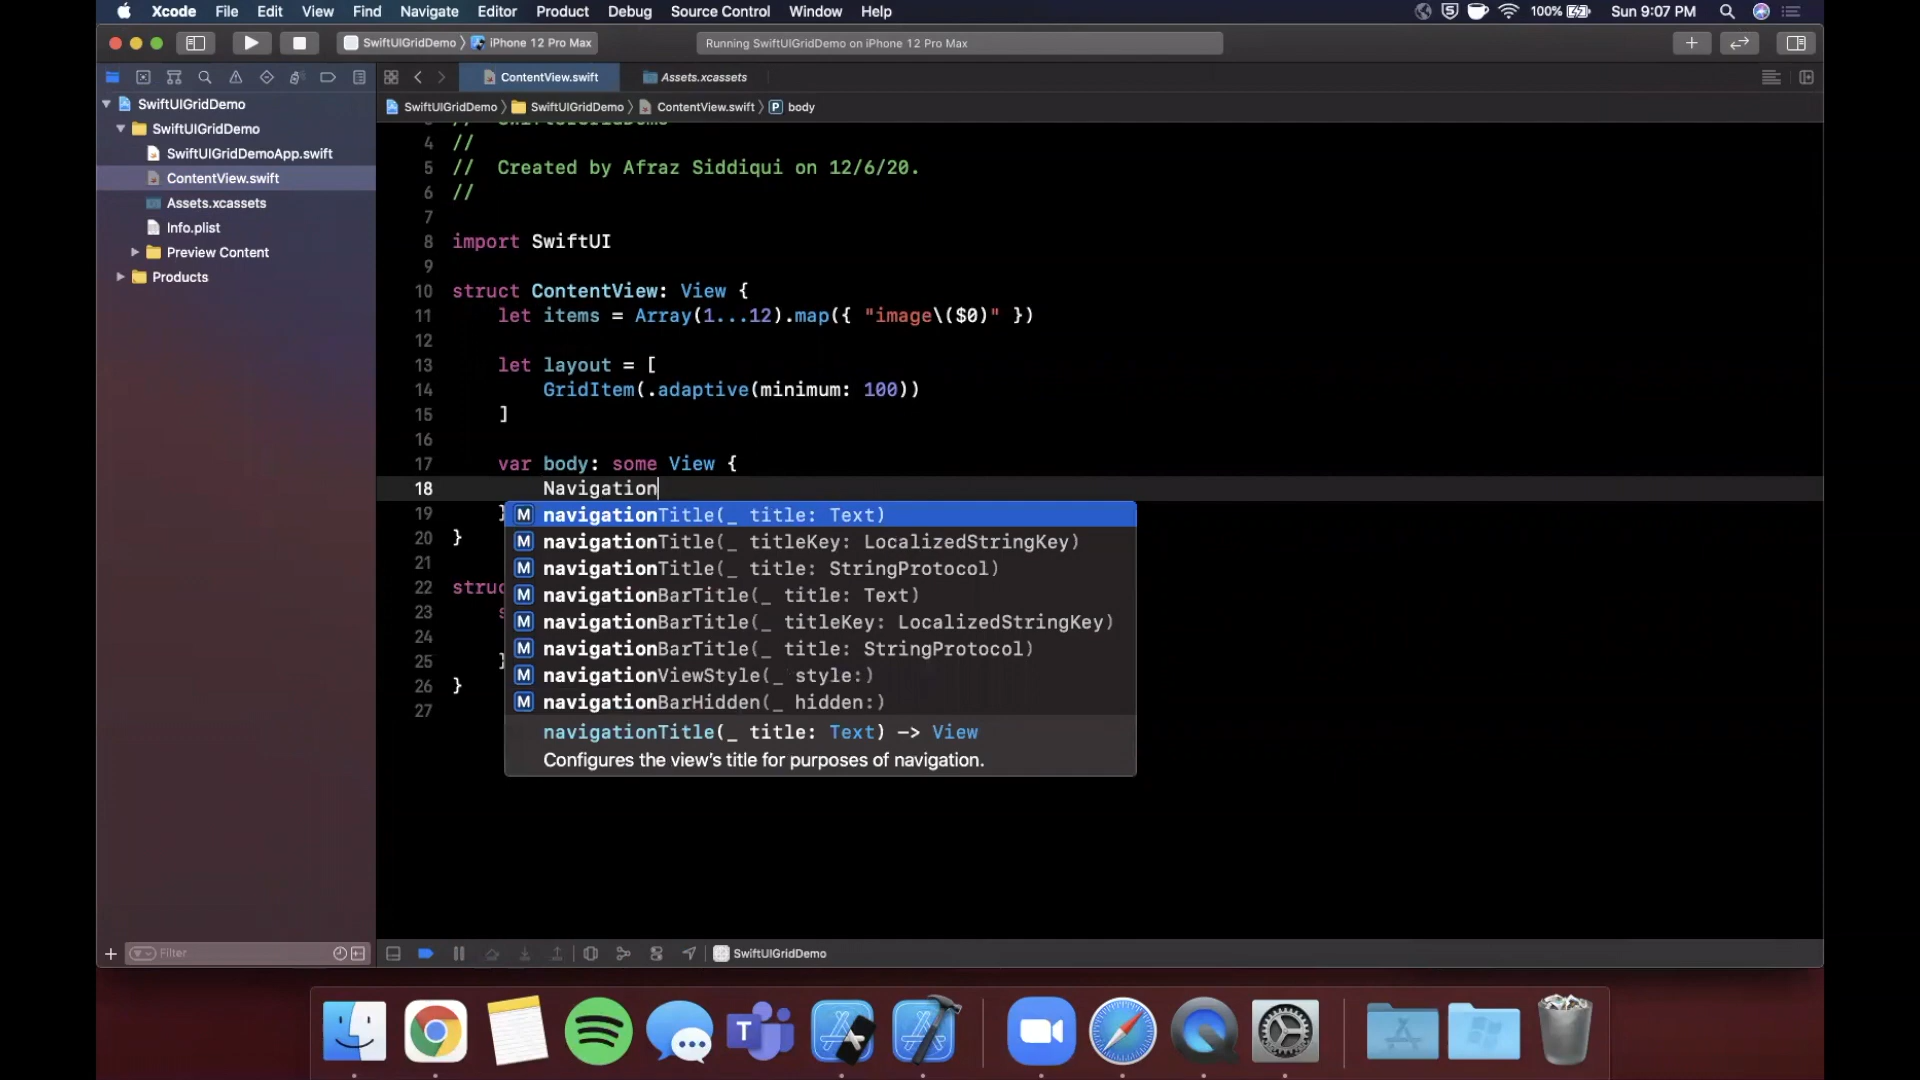 Xcode File Edit View Find Navigate Editor Product Debug Source Control Window Help
100% Sun 9:07 PM
SwiftUIGridDemo iPhone 12 Pro Max
Running SwiftUIGridDemo on iPhone 12 Pro Max
ContentView.swift Assets.xcassets
SwiftUIGridDemo SwiftUIGridDemo ContentView.swift P body
SwiftUIGridDemo
SwiftUIGridDemo
SwiftUIGridDemoApp.swift
ContentView.swift
Assets.xcassets
Info.plist
Preview Content
Products
3 // SwiftUIGridDemo
4 //
5 // Created by Afraz Siddiqui on 12/6/20.
6 //
7
8 import SwiftUI
9
10 struct ContentView: View {
11 let items = Array(1...12).map({ "image\($0)" })
12
13 let layout = [
14 GridItem(.adaptive(minimum: 100))
15 ]
16
17 var body: some View {
18 Navigation
19 }
20 }
21
22 struc
23 s
24
25 }
26 }
27
M navigationTitle(_ title: Text)
M navigationTitle(_ titleKey: LocalizedStringKey)
M navigationTitle(_ title: StringProtocol)
M navigationBarTitle(_ title: Text)
M navigationBarTitle(_ titleKey: LocalizedStringKey)
M navigationBarTitle(_ title: StringProtocol)
M navigationViewStyle(_ style:)
M navigationBarHidden(_ hidden:)
navigationTitle(_ title: Text) -> View
Configures the view's title for purposes of navigation.
Filter
SwiftUIGridDemo